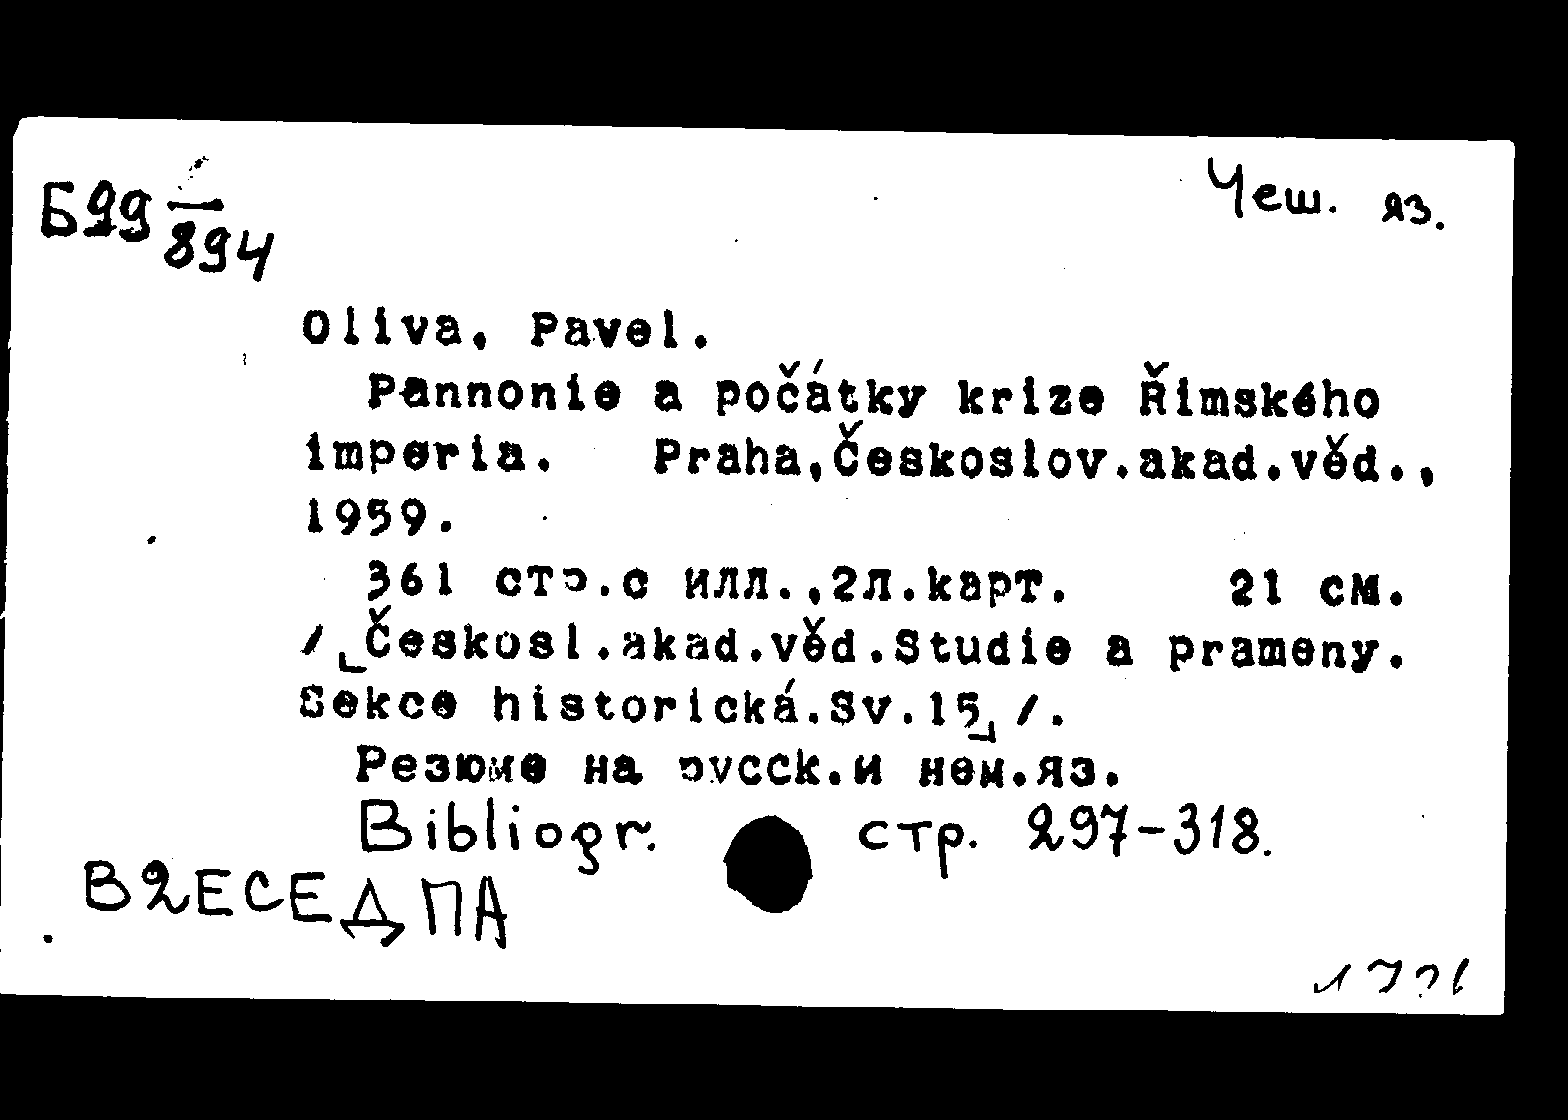 Б99/894
Чеш. яз.
Oliva, Pavel.
Pannonie a počátky krize Římského
imperia. Praha,Českoslov.akad.věd.,
1959.
361 стр.с илл.,2л.карт. 21 см.
/⌊Českosl.akad.věd.Studie a prameny.
Sekce historická.Sv.15⌋/.
Резюме на русск.и нем.яз.
Bibliogr. стр. 297-318.
В2ЕСЕДПА